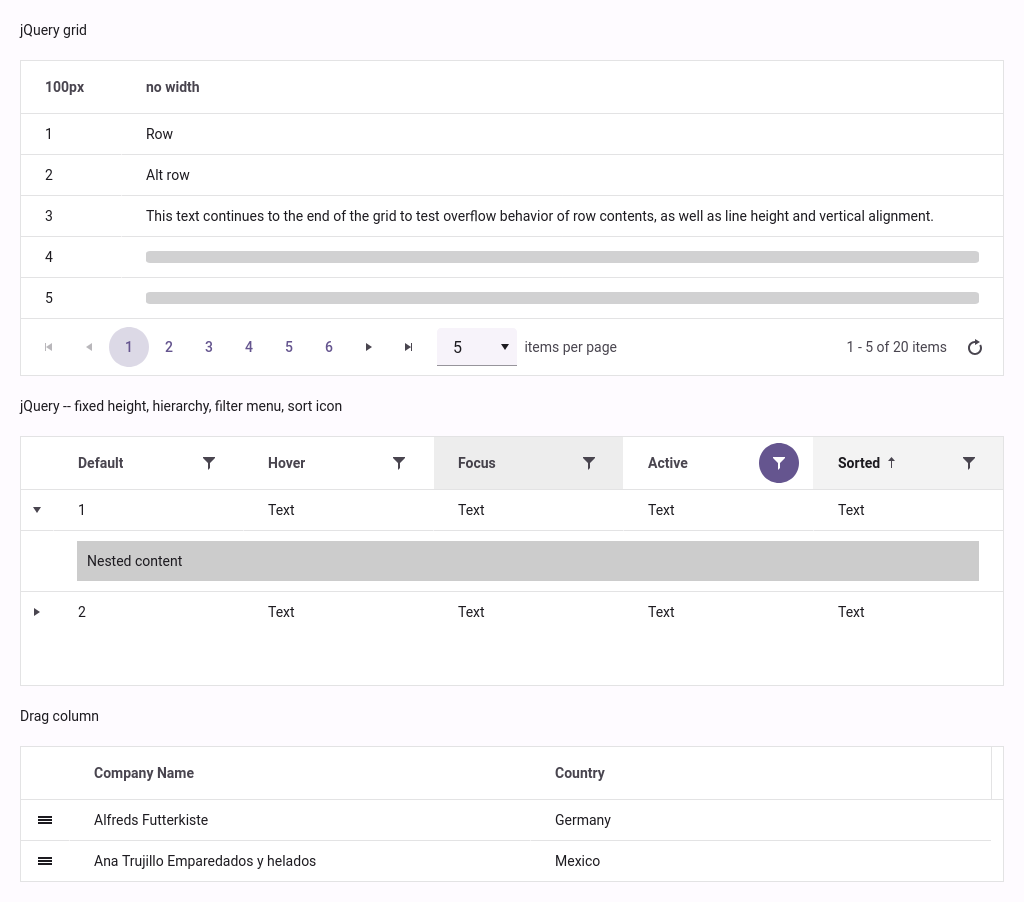 jQuery grid
100px no width
1 Row
2 Alt row
3 This text continues to the end of the grid to test overflow behavior of row contents, as well as line height and vertical alignment.
4
5
1 2 3 4 5 6 5 items per page 1 - 5 of 20 items
jQuery -- fixed height, hierarchy, filter menu, sort icon
Default Hover Focus Active Sorted
1 Text Text Text Text
Nested content
2 Text Text Text Text
Drag column
Company Name Country
Alfreds Futterkiste Germany
Ana Trujillo Emparedados y helados Mexico